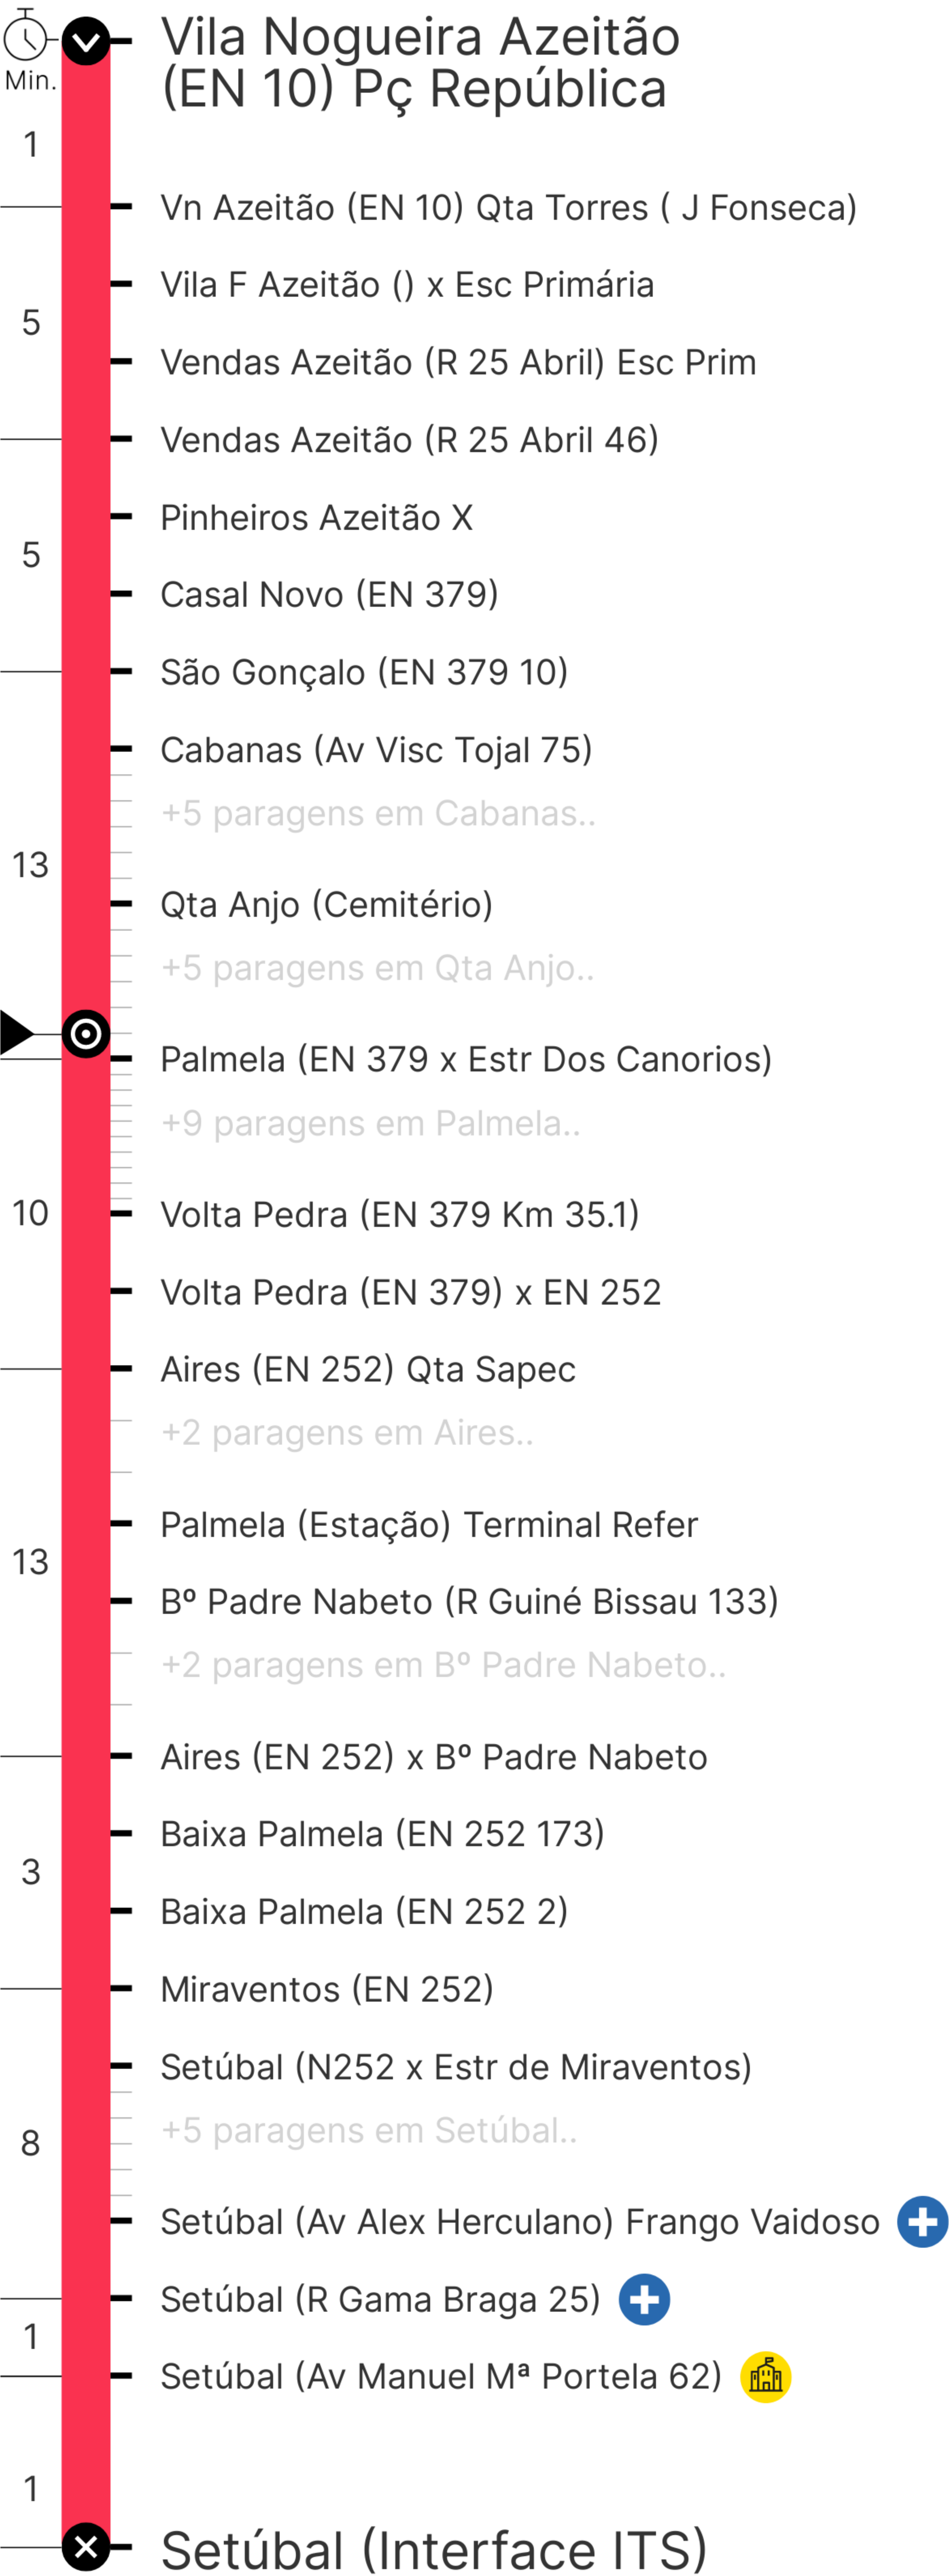 Vila Nogueira Azeitão
(EN 10) Pç República
Min.
1
Vn Azeitão (EN 10) Qta Torres ( J Fonseca)
Vila F Azeitão () x Esc Primária
5
Vendas Azeitão (R 25 Abril) Esc Prim
Vendas Azeitão (R 25 Abril 46)
Pinheiros Azeitão X
5
Casal Novo (EN 379)
São Gonçalo (EN 379 10)
Cabanas (Av Visc Tojal 75)
+5 paragens em Cabanas..
13
Qta Anjo (Cemitério)
+5 paragens em Qta Anjo..
Palmela (EN 379 x Estr Dos Canorios)
+9 paragens em Palmela..
10
Volta Pedra (EN 379 Km 35.1)
Volta Pedra (EN 379) x EN 252
Aires (EN 252) Qta Sapec
+2 paragens em Aires..
Palmela (Estação) Terminal Refer
13
Bº Padre Nabeto (R Guiné Bissau 133)
+2 paragens em Bº Padre Nabeto..
Aires (EN 252) x Bº Padre Nabeto
Baixa Palmela (EN 252 173)
3
Baixa Palmela (EN 252 2)
Miraventos (EN 252)
Setúbal (N252 x Estr de Miraventos)
+5 paragens em Setúbal..
8
Setúbal (Av Alex Herculano) Frango Vaidoso
Setúbal (R Gama Braga 25)
1
Setúbal (Av Manuel Mª Portela 62)
1
Setúbal (Interface ITS)